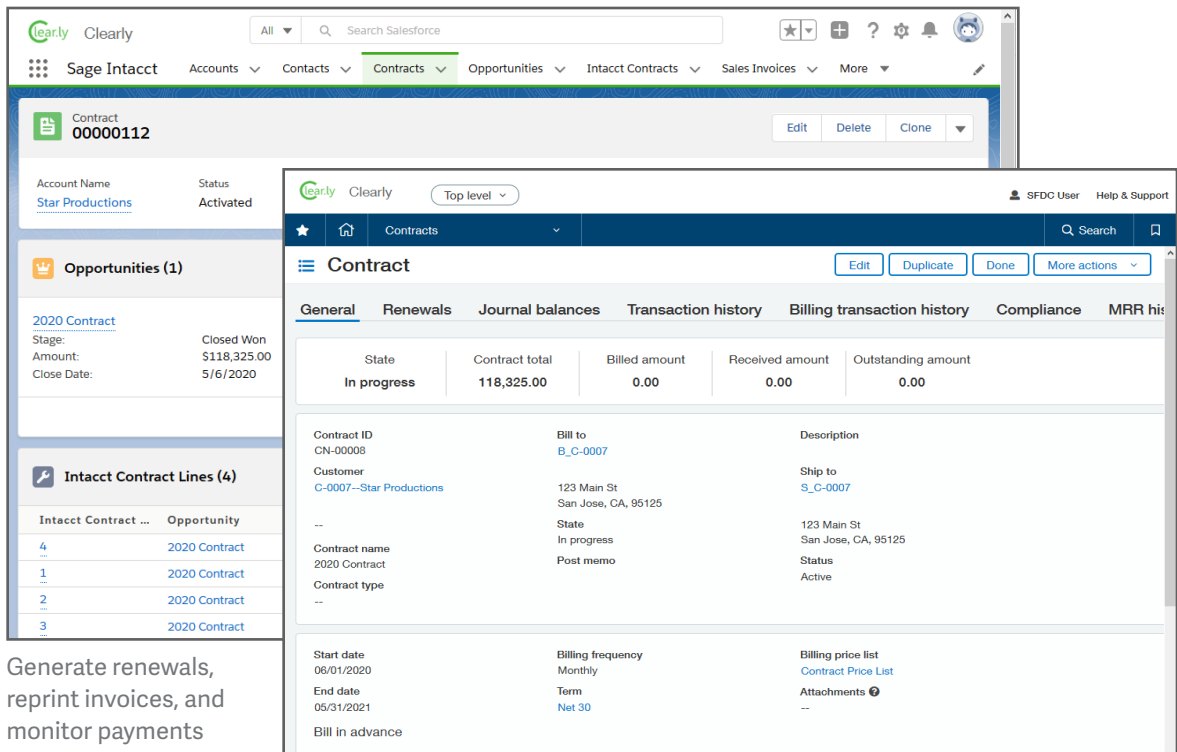 Clear.ly Clearly All Search Salesforce
Sage Intacct Accounts Contacts Contracts Opportunities Intacct Contracts Sales Invoices More
Contract
00000112
Edit Delete Clone
Account Name Status
Star Productions Activated
Opportunities (1)
2020 Contract
Stage: Closed Won
Amount: $118,325.00
Close Date: 5/6/2020
Intacct Contract Lines (4)
Intacct Contract ... Opportunity
4 2020 Contract
1 2020 Contract
2 2020 Contract
3 2020 Contract
Generate renewals,
reprint invoices, and
monitor payments
Clear.ly Clearly Top level SFDC User Help & Support
Contracts Search
Contract Edit Duplicate Done More actions
General Renewals Journal balances Transaction history Billing transaction history Compliance MRR his
State Contract total Billed amount Received amount Outstanding amount
In progress 118,325.00 0.00 0.00 0.00
Contract ID Bill to Description
CN-00008 B_C-0007
Customer Ship to
C-0007--Star Productions 123 Main St S_C-0007
San Jose, CA, 95125
-- State 123 Main St
In progress San Jose, CA, 95125
Contract name Post memo Status
2020 Contract Active
Contract type
--
Start date Billing frequency Billing price list
06/01/2020 Monthly Contract Price List
End date Term Attachments ?
05/31/2021 Net 30 --
Bill in advance